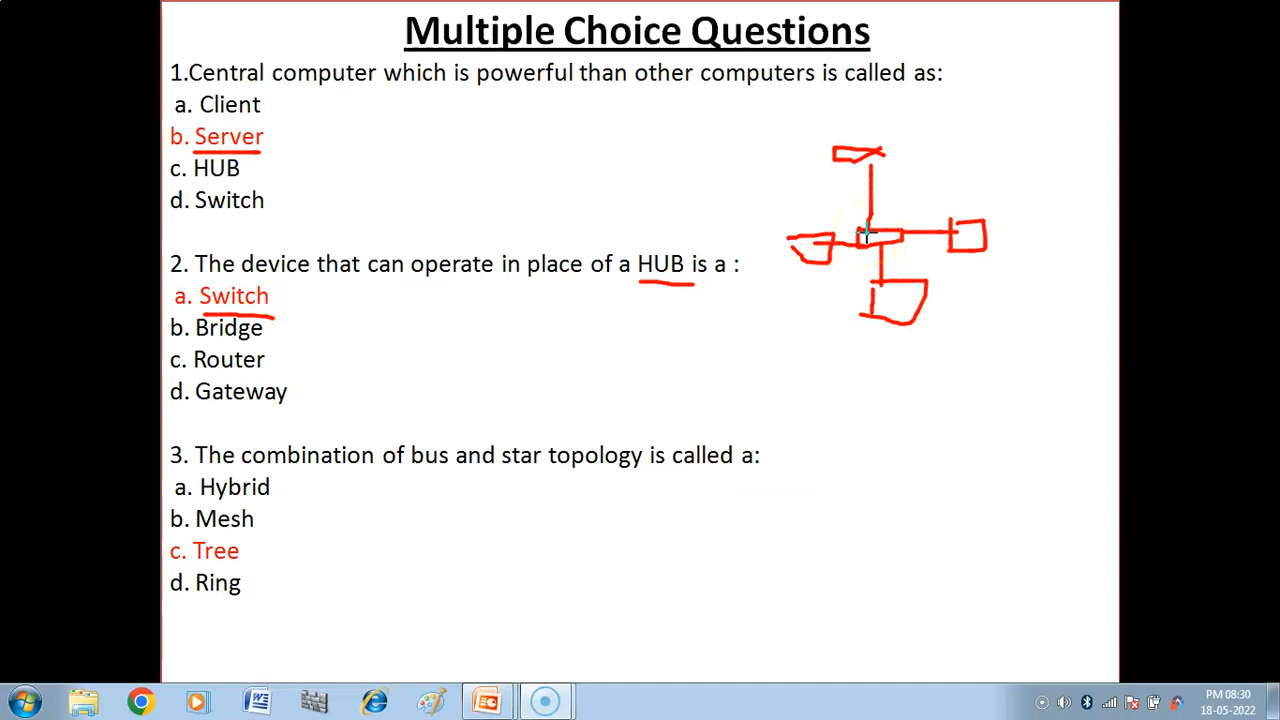 Multiple Choice Questions
1.Central computer which is powerful than other computers is called as:
a. Client
b. Server
c. HUB
d. Switch
2. The device that can operate in place of a HUB is a :
a. Switch
b. Bridge
c. Router
d. Gateway
3. The combination of bus and star topology is called a:
a. Hybrid
b. Mesh
c. Tree
d. Ring
PM 08:30
18-05-2022